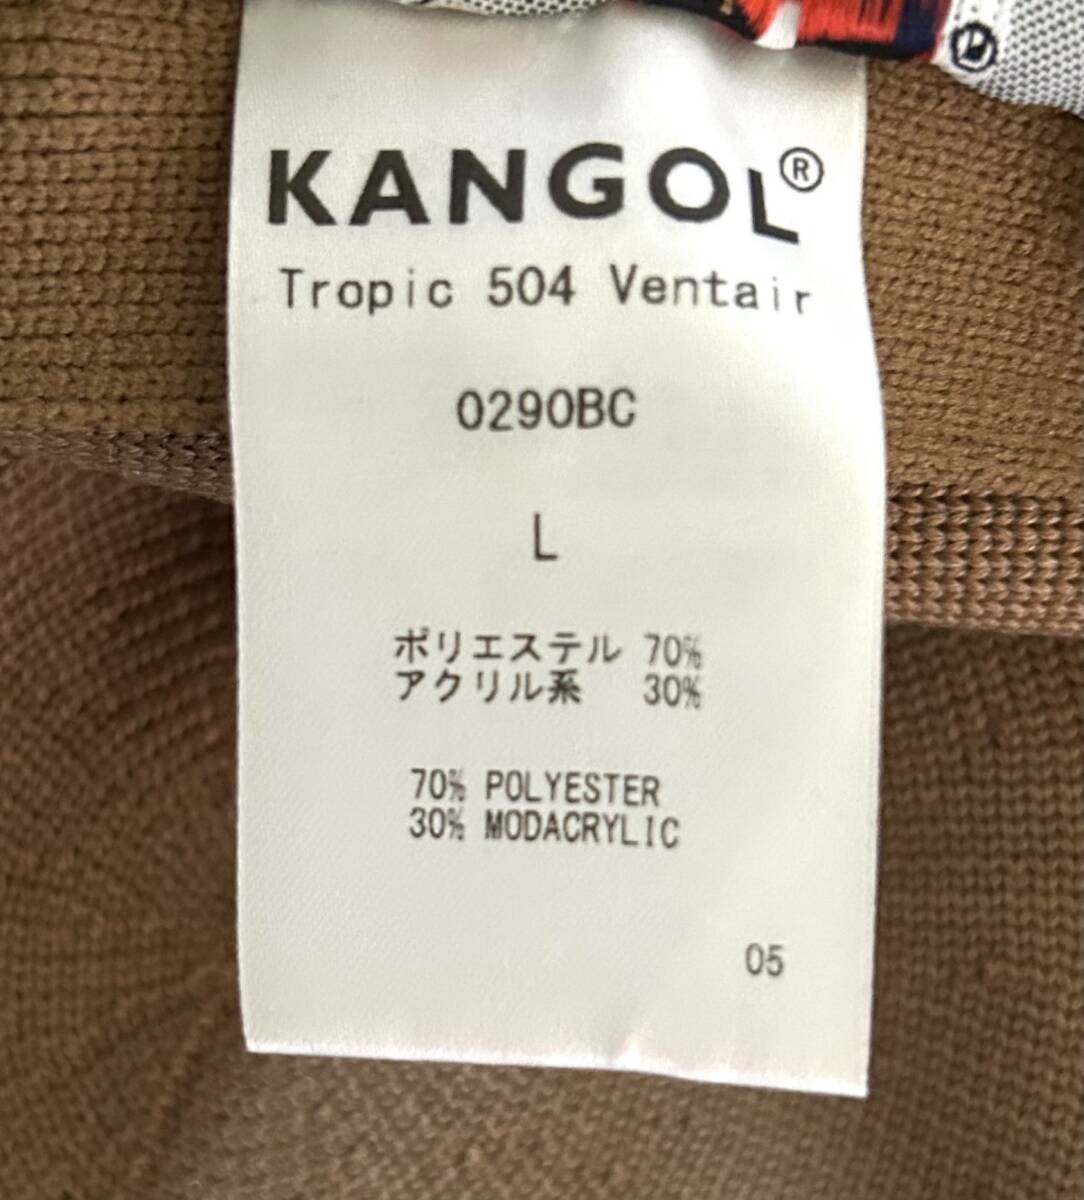 KANGOL®
Tropic 504 Ventair
0290BC
L
ポリエステル 70%
アクリル系 30%
70% POLYESTER
30% MODACRYLIC
05